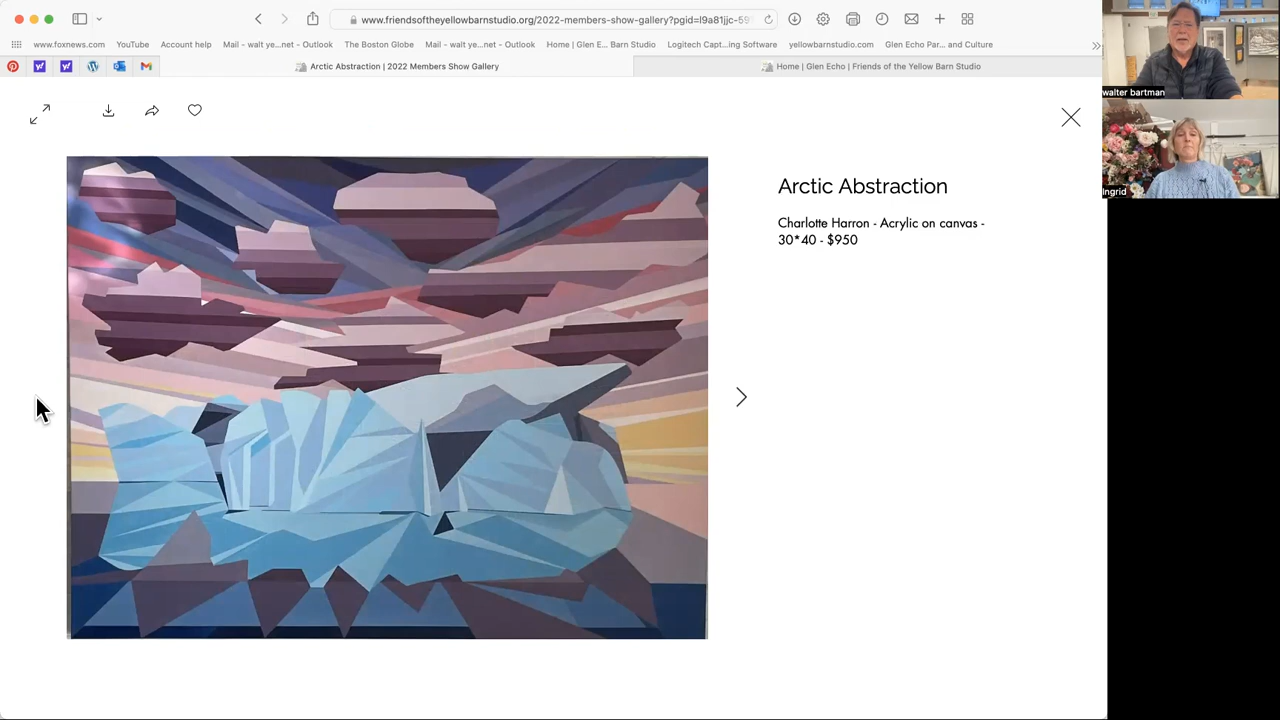 www.friendsoftheyellowbarnstudio.org/2022-members-show-gallery?pgid=l9a81jjc-59
www.foxnews.com YouTube Account help Mail - walt ye...net - Outlook The Boston Globe Mail - walt ye...net - Outlook Home | Glen E... Barn Studio Logitech Capt...ing Software yellowbarnstudio.com Glen Echo Par... and Culture
Arctic Abstraction | 2022 Members Show Gallery
Home | Glen Echo | Friends of the Yellow Barn Studio
walter bartman
Arctic Abstraction
Ingrid
Charlotte Harron - Acrylic on canvas -
30*40 - $950